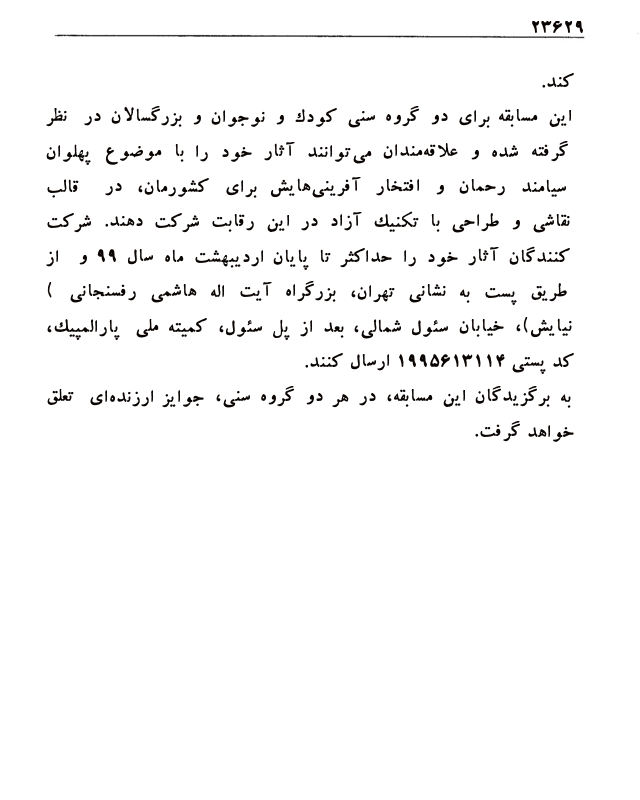 ۲۳۶۲۹
کند.
این مسابقه برای دو گروه سنی کودك و نوجوان و بزرگسالان در نظر
گرفته شده و علاقه‌مندان می‌توانند آثار خود را با موضوع پهلوان
سیامند رحمان و افتخار آفرینی‌هایش برای کشورمان، در قالب
نقاشی و طراحی با تکنیك آزاد در این رقابت شرکت دهند. شرکت
کنندگان آثار خود را حداکثر تا پایان اردیبهشت ماه سال ۹۹ و از
طریق پست به نشانی تهران، بزرگراه آیت اله هاشمی رفسنجانی )
نیایش)، خیابان سئول شمالی، بعد از پل سئول، کمیته ملی پارالمپیك،
کد پستی ۱۹۹۵۶۱۳۱۱۴ ارسال کنند.
به برگزیدگان این مسابقه، در هر دو گروه سنی، جوایز ارزنده‌ای تعلق
خواهد گرفت.